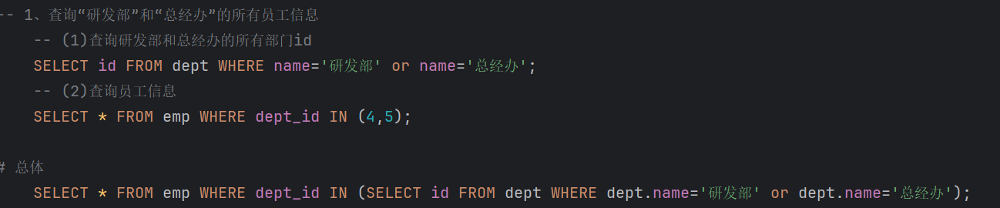 -- 1、查询“研发部”和“总经办”的所有员工信息
-- (1)查询研发部和总经办的所有部门id
SELECT id FROM dept WHERE name='研发部' or name='总经办';
-- (2)查询员工信息
SELECT * FROM emp WHERE dept_id IN (4,5);
# 总体
SELECT * FROM emp WHERE dept_id IN (SELECT id FROM dept WHERE dept.name='研发部' or dept.name='总经办');